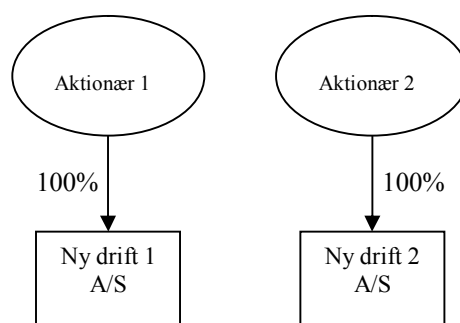 Aktionær 1
Aktionær 2
100%
100%
Ny drift 1
A/S
Ny drift 2
A/S